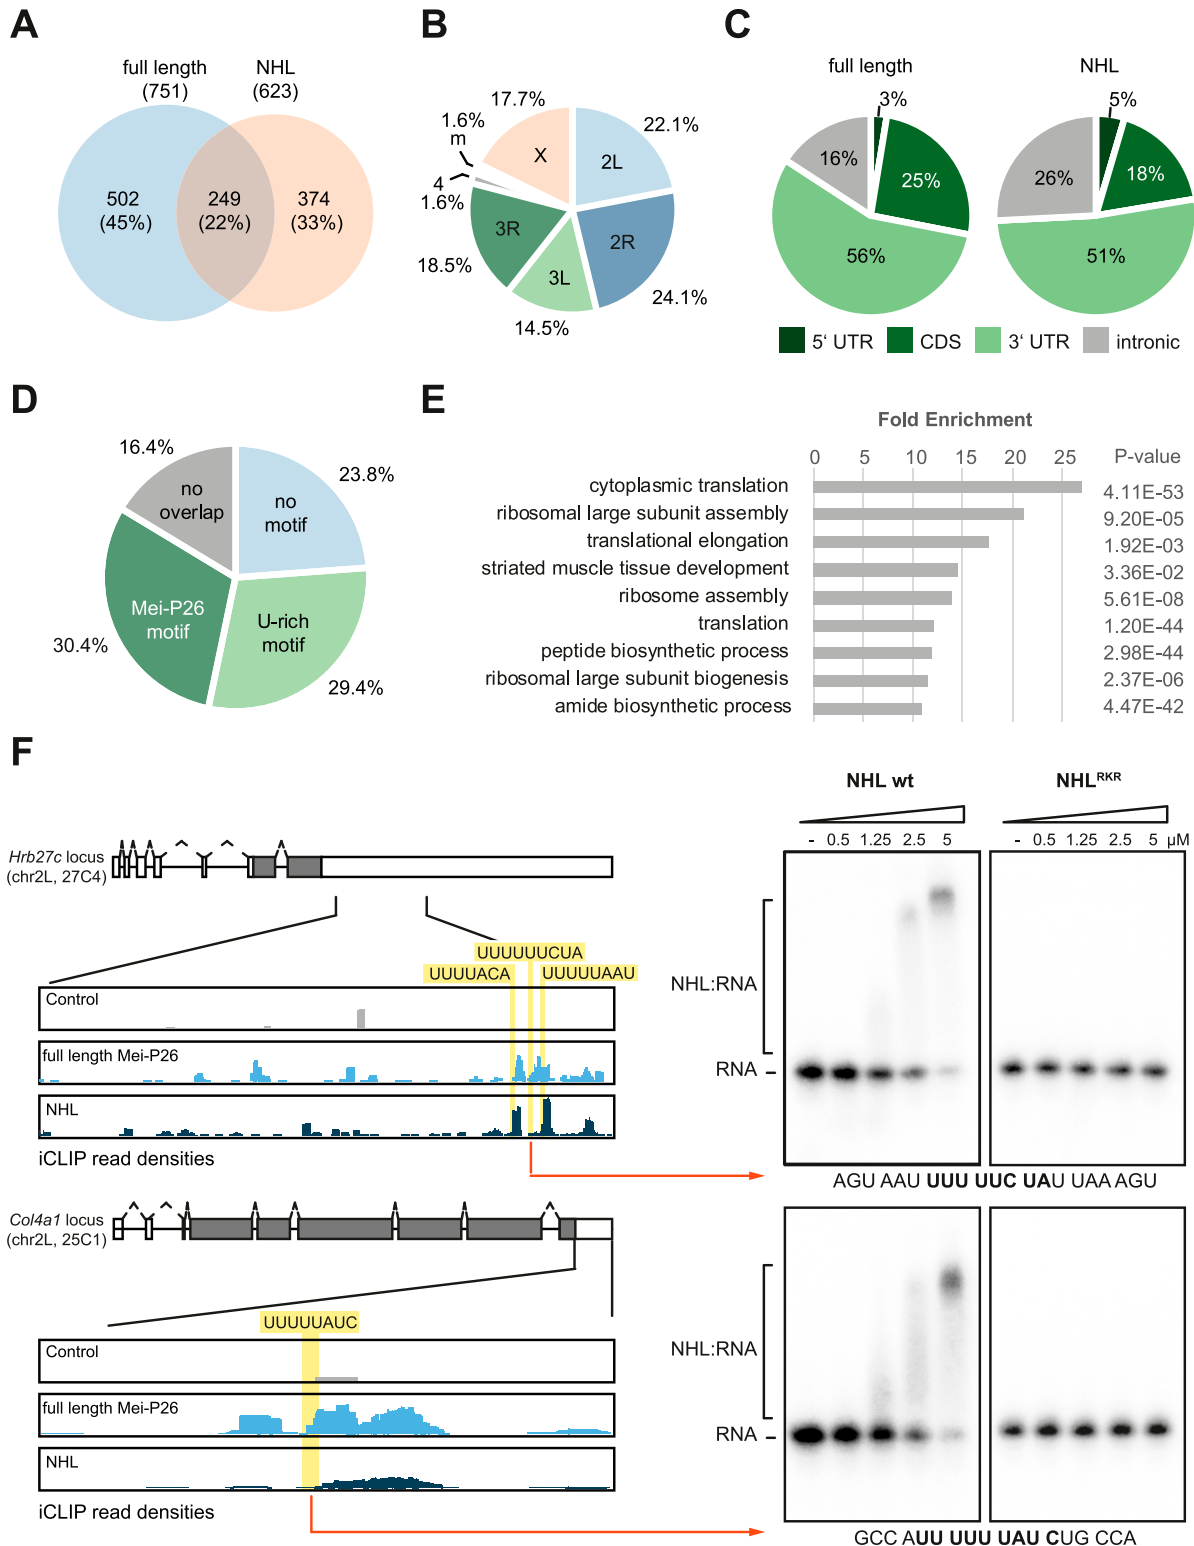 A
full length
(751)
NHL
(623)
502
(45%)
249
(22%)
374
(33%)
B
17.7%
1.6%
m
4
1.6%
18.5%
14.5%
24.1%
22.1%
X
2L
2R
3L
3R
C
full length
NHL
3%
25%
56%
16%
5%
18%
51%
26%
5‘ UTR
CDS
3‘ UTR
intronic
D
16.4%
23.8%
30.4%
29.4%
no
overlap
no
motif
Mei-P26
motif
U-rich
motif
E
Fold Enrichment
0 5 10 15 20 25
P-value
cytoplasmic translation 4.11E-53
ribosomal large subunit assembly 9.20E-05
translational elongation 1.92E-03
striated muscle tissue development 3.36E-02
ribosome assembly 5.61E-08
translation 1.20E-44
peptide biosynthetic process 2.98E-44
ribosomal large subunit biogenesis 2.37E-06
amide biosynthetic process 4.47E-42
F
Hrb27c locus
(chr2L, 27C4)
UUUUUUCUA
UUUUACA
UUUUUAAU
Control
full length Mei-P26
NHL
iCLIP read densities
NHL wt
NHLRKR
- 0.5 1.25 2.5 5
- 0.5 1.25 2.5 5 µM
NHL:RNA
RNA
AGU AAU UUU UUC UAU UAA AGU
Col4a1 locus
(chr2L, 25C1)
UUUUUAUC
Control
full length Mei-P26
NHL
iCLIP read densities
NHL:RNA
RNA
GCC AUU UUU UAU CUG CCA